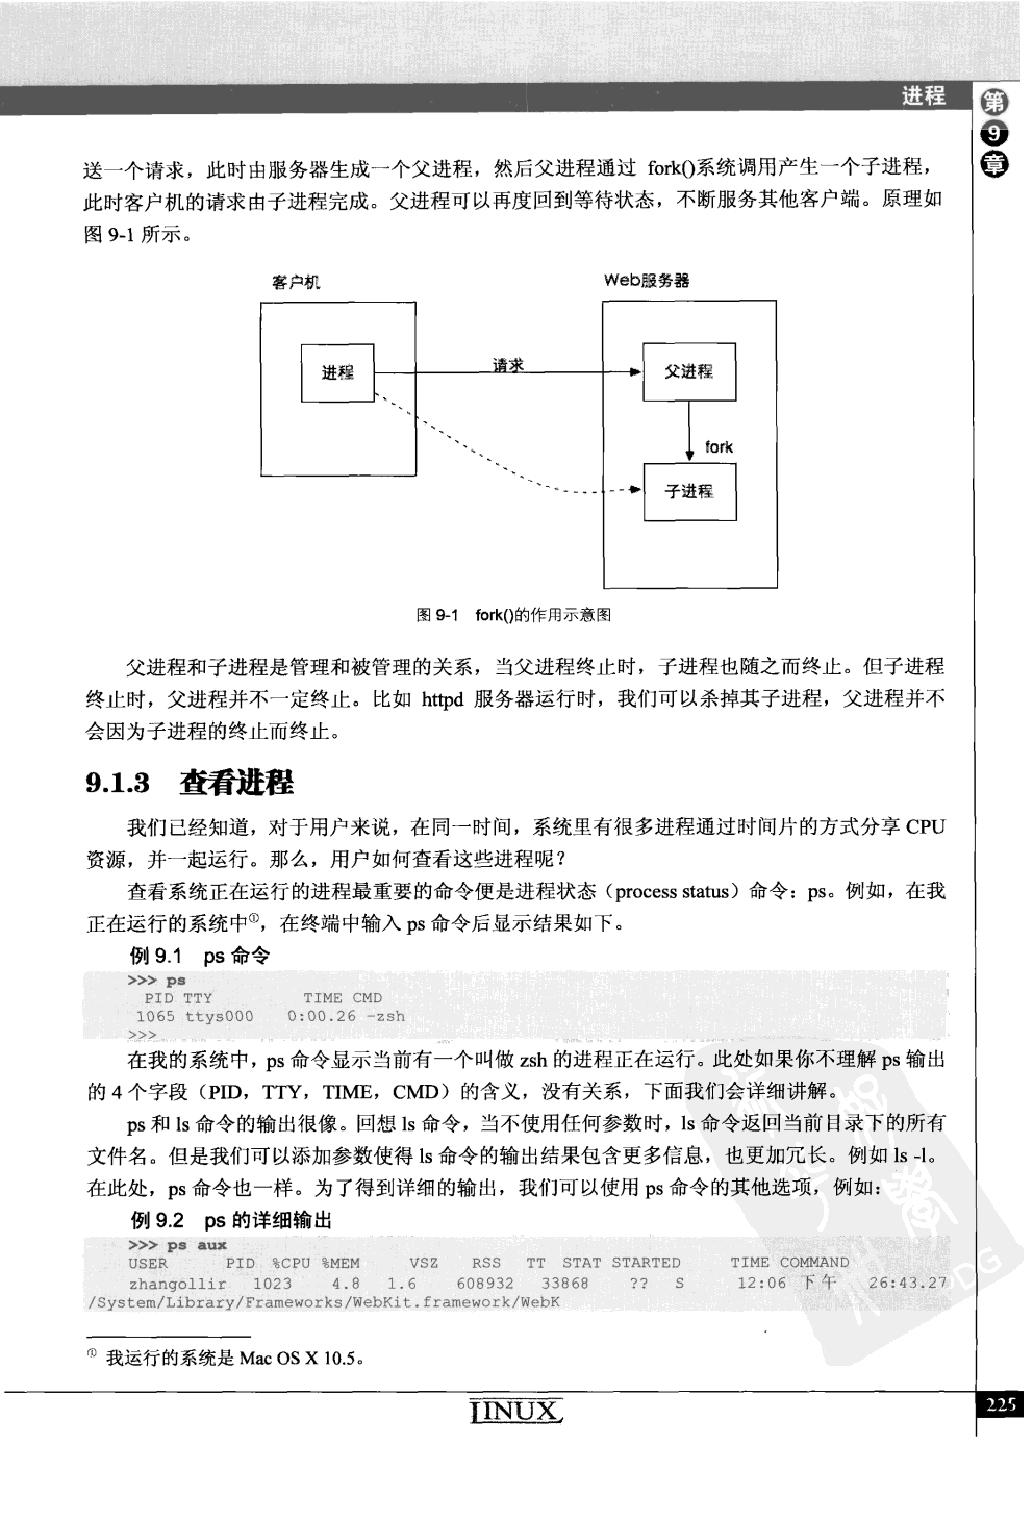 进程
第
9
章
送一个请求，此时由服务器生成一个父进程，然后父进程通过 fork()系统调用产生一个子进程，
此时客户机的请求由子进程完成。父进程可以再度回到等待状态，不断服务其他客户端。原理如
图 9-1 所示。
客户机
Web服务器
进程
请求
父进程
fork
子进程
图 9-1 fork()的作用示意图
父进程和子进程是管理和被管理的关系，当父进程终止时，子进程也随之而终止。但子进程
终止时，父进程并不一定终止。比如 httpd 服务器运行时，我们可以杀掉其子进程，父进程并不
会因为子进程的终止而终止。
9.1.3 查看进程
我们已经知道，对于用户来说，在同一时间，系统里有很多进程通过时间片的方式分享 CPU
资源，并一起运行。那么，用户如何查看这些进程呢？
查看系统正在运行的进程最重要的命令便是进程状态（process status）命令：ps。例如，在我
正在运行的系统中①，在终端中输入 ps 命令后显示结果如下。
例 9.1 ps 命令
>>> ps
PID TTY TIME CMD
1065 ttys000 0:00.26 -zsh
>>>
在我的系统中，ps 命令显示当前有一个叫做 zsh 的进程正在运行。此处如果你不理解 ps 输出
的 4 个字段（PID，TTY，TIME，CMD）的含义，没有关系，下面我们会详细讲解。
ps 和 ls 命令的输出很像。回想 ls 命令，当不使用任何参数时，ls 命令返回当前目录下的所有
文件名。但是我们可以添加参数使得 ls 命令的输出结果包含更多信息，也更加冗长。例如 ls -l。
在此处，ps 命令也一样。为了得到详细的输出，我们可以使用 ps 命令的其他选项，例如：
例 9.2 ps 的详细输出
>>> ps aux
USER PID %CPU %MEM VSZ RSS TT STAT STARTED TIME COMMAND
zhangollir 1023 4.8 1.6 608932 33868 ?? S 12:06 下午 26:43.27
/System/Library/Frameworks/WebKit.framework/WebK
① 我运行的系统是 Mac OS X 10.5。
LINUX
225